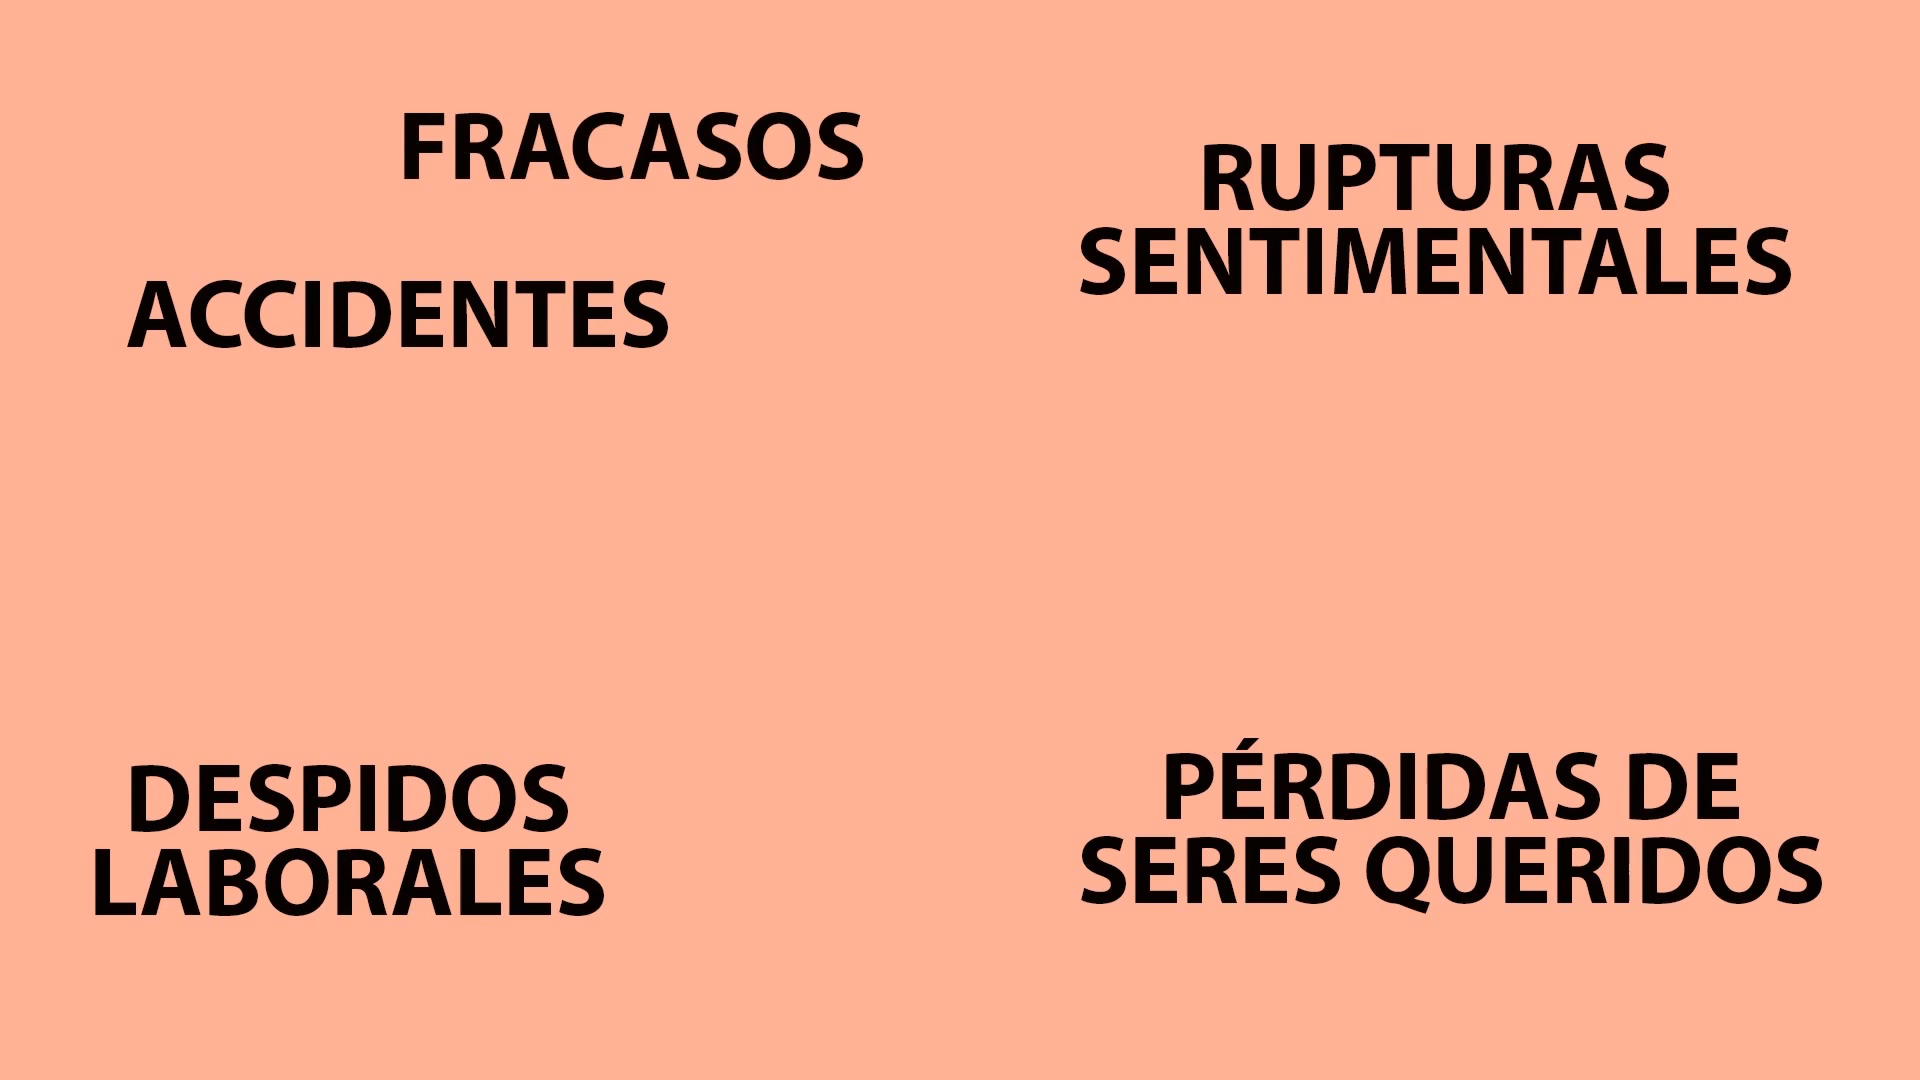 FRACASOS
ACCIDENTES
RUPTURAS
SENTIMENTALES
DESPIDOS
LABORALES
PÉRDIDAS DE
SERES QUERIDOS